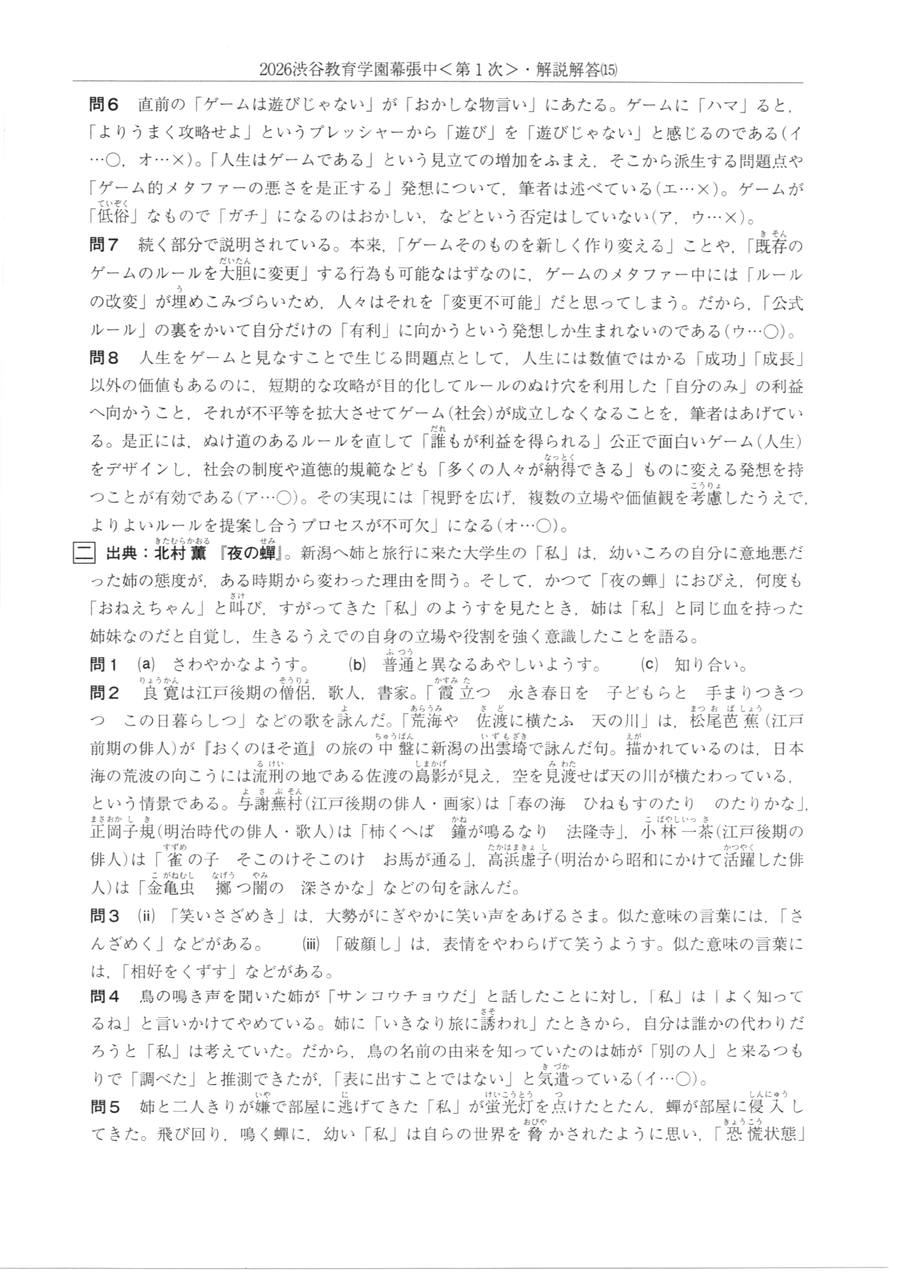 2026渋谷教育学園幕張中＜第1次＞・解説解答⒂
問6　直前の「ゲームは遊びじゃない」が「おかしな物言い」にあたる。ゲームに「ハマ」ると，
「よりうまく攻略せよ」というプレッシャーから「遊び」を「遊びじゃない」と感じるのである(イ
…○，オ…×)。「人生はゲームである」という見立ての増加をふまえ，そこから派生する問題点や
「ゲーム的メタファーの悪さを是正する」発想について，筆者は述べている(エ…×)。ゲームが
「低俗」なもので「ガチ」になるのはおかしい，などという否定はしていない(ア，ウ…×)。
問7　続く部分で説明されている。本来，「ゲームそのものを新しく作り変える」ことや，「既存の
ゲームのルールを大胆に変更」する行為も可能なはずなのに，ゲームのメタファー中には「ルール
の改変」が埋めこみづらいため，人々はそれを「変更不可能」だと思ってしまう。だから，「公式
ルール」の裏をかいて自分だけの「有利」に向かうという発想しか生まれないのである(ウ…○)。
問8　人生をゲームと見なすことで生じる問題点として，人生には数値ではかる「成功」「成長」
以外の価値もあるのに，短期的な攻略が目的化してルールのぬけ穴を利用した「自分のみ」の利益
へ向かうこと，それが不平等を拡大させてゲーム(社会)が成立しなくなることを，筆者はあげてい
る。是正には，ぬけ道のあるルールを直して「誰もが利益を得られる」公正で面白いゲーム(人生)
をデザインし，社会の制度や道徳的規範なども「多くの人々が納得できる」ものに変える発想を持
つことが有効である(ア…○)。その実現には「視野を広げ，複数の立場や価値観を考慮したうえで，
よりよいルールを提案し合うプロセスが不可欠」になる(オ…○)。
二　出典：北村薫『夜の蟬』。新潟へ姉と旅行に来た大学生の「私」は，幼いころの自分に意地悪だ
った姉の態度が，ある時期から変わった理由を問う。そして，かつて「夜の蟬」におびえ，何度も
「おねえちゃん」と叫び，すがってきた「私」のようすを見たとき，姉は「私」と同じ血を持った
姉妹なのだと自覚し，生きるうえでの自身の立場や役割を強く意識したことを語る。
問1　(a)　さわやかなようす。　(b)　普通と異なるあやしいようす。　(c)　知り合い。
問2　良寛は江戸後期の僧侶，歌人，書家。「霞立つ　永き春日を　子どもらと　手まりつきつ
つ　この日暮らしつ」などの歌を詠んだ。「荒海や　佐渡に横たふ　天の川」は，松尾芭蕉(江戸
前期の俳人)が『おくのほそ道』の旅の中盤に新潟の出雲埼で詠んだ句。描かれているのは，日本
海の荒波の向こうには流刑の地である佐渡の島影が見え，空を見渡せば天の川が横たわっている，
という情景である。与謝蕪村(江戸後期の俳人・画家)は「春の海　ひねもすのたり　のたりかな」，
正岡子規(明治時代の俳人・歌人)は「柿くへば　鐘が鳴るなり　法隆寺」，小林一茶(江戸後期の
俳人)は「雀の子　そこのけそこのけ　お馬が通る」，高浜虚子(明治から昭和にかけて活躍した俳
人)は「金亀虫　擲つ闇の　深さかな」などの句を詠んだ。
問3　(ii)　「笑いさざめき」は，大勢がにぎやかに笑い声をあげるさま。似た意味の言葉には，「さ
んざめく」などがある。　(iii)　「破顔し」は，表情をやわらげて笑うようす。似た意味の言葉に
は，「相好をくずす」などがある。
問4　鳥の鳴き声を聞いた姉が「サンコウチョウだ」と話したことに対し，「私」は「よく知って
るね」と言いかけてやめている。姉に「いきなり旅に誘われ」たときから，自分は誰かの代わりだ
ろうと「私」は考えていた。だから，鳥の名前の由来を知っていたのは姉が「別の人」と来るつも
りで「調べた」と推測できたが，「表に出すことではない」と気遣っている(イ…○)。
問5　姉と二人きりが嫌で部屋に逃げてきた「私」が蛍光灯を点けたとたん，蟬が部屋に侵入し
てきた。飛び回り，鳴く蟬に，幼い「私」は自らの世界を脅かされたように思い，「恐慌状態」